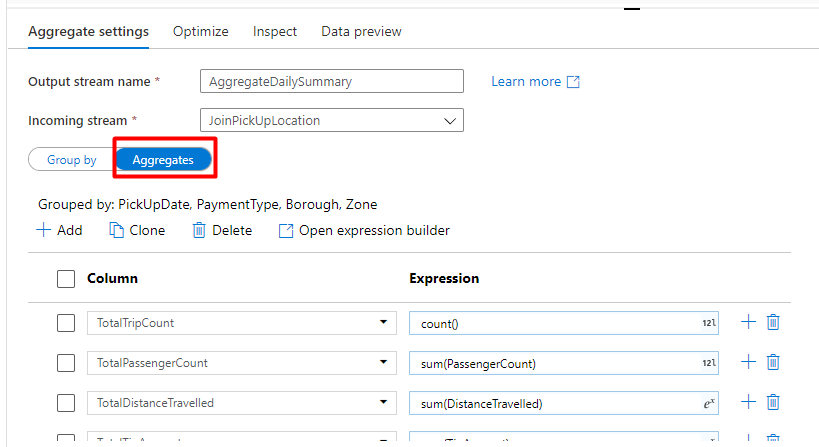 Aggregate settings Optimize Inspect Data preview
Output stream name * AggregateDailySummary Learn more
Incoming stream * JoinPickUpLocation
Group by Aggregates
Grouped by: PickUpDate, PaymentType, Borough, Zone
Add Clone Delete Open expression builder
Column Expression
TotalTripCount count() 12l
TotalPassengerCount sum(PassengerCount) 12l
TotalDistanceTravelled sum(DistanceTravelled) eˣ